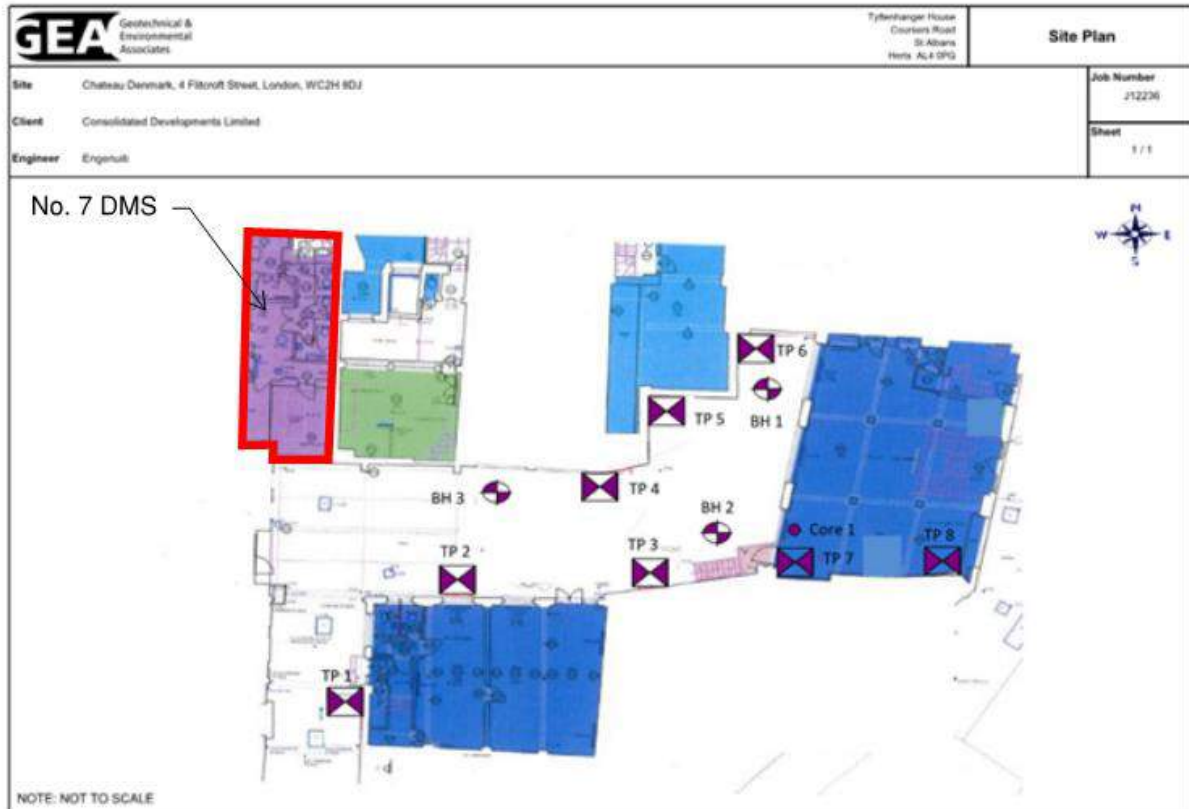 GEA Geotechnical &
Environmental
Associates
Tyttenhanger House
Coursers Road
St Albans
Herts AL4 0PG
Site Plan
Site Chateau Denmark, 4 Flitcroft Street, London, WC2H 8DJ
Job Number
J12236
Client Consolidated Developments Limited
Sheet
1 / 1
Engineer Engenuiti
No. 7 DMS
N
W E
S
TP 6
BH 1
TP 5
TP 4
BH 3
BH 2
Core 1
TP 2
TP 3
TP 7
TP 8
TP 1
d
NOTE: NOT TO SCALE